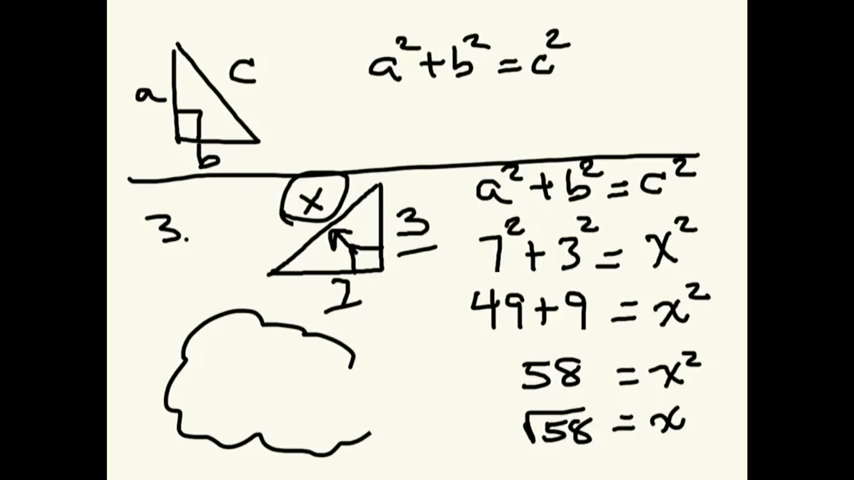 a
c
b
a² + b² = c²
3.
x
3
7
a² + b² = c²
7² + 3² = x²
49 + 9 = x²
58 = x²
√58 = x